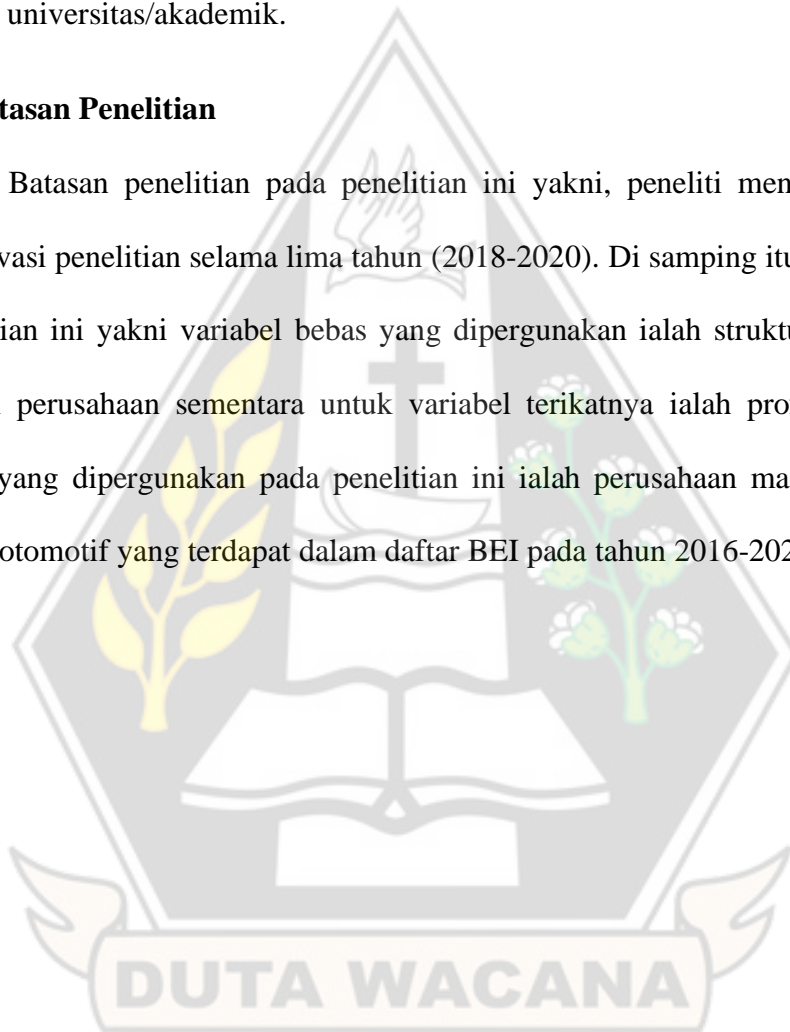 universitas/akademik.
tasan Penelitian
Batasan penelitian pada penelitian ini yakni, peneliti men
vasi penelitian selama lima tahun (2018-2020). Di samping itu
ian ini yakni variabel bebas yang dipergunakan ialah struktu
perusahaan sementara untuk variabel terikatnya ialah pro
yang dipergunakan pada penelitian ini ialah perusahaan ma
otomotif yang terdapat dalam daftar BEI pada tahun 2016-202
DUTA WACANA